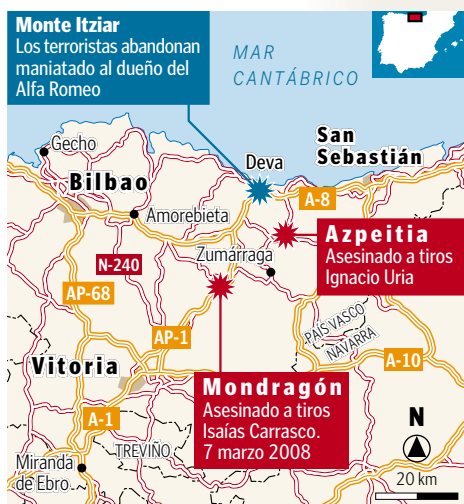 Monte Itziar
Los terroristas abandonan
maniatado al dueño del
Alfa Romeo
MAR
CANTÁBRICO
Gecho
Bilbao
Amorebieta
Deva
San
Sebastián
A-8
Azpeitia
Asesinado a tiros
Ignacio Uria
N-240
Zumárraga
AP-68
AP-1
PAÍS VASCO
NAVARRA
A-10
Vitoria
Mondragón
Asesinado a tiros
Isaías Carrasco.
7 marzo 2008
A-1
TREVIÑO
Miranda
de Ebro
N
20 km